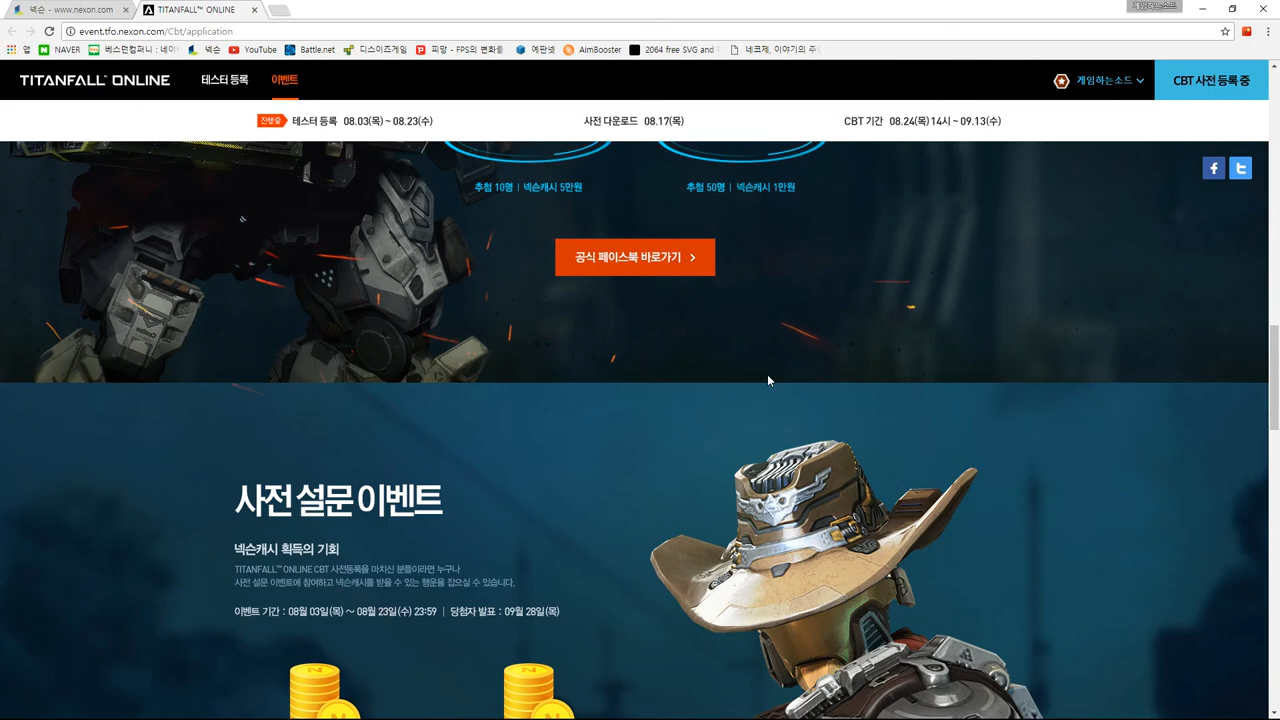 게임하는소드
넥슨 - www.nexon.com
TITANFALL™ ONLINE
event.tfo.nexon.com/Cbt/application
앱
NAVER
베스던컴퍼니 : 네이
넥슨
YouTube
Battle.net
디스이즈게임
피망 - FPS의 변화를
예판넷
AimBooster
2064 free SVG and
네코제, 이야기의 주
TITANFALL™ ONLINE
테스터 등록
이벤트
게임하는소드
CBT 사전 등록 중
진행중 테스터 등록 08.03(목) ~ 08.23(수)
사전 다운로드 08.17(목)
CBT 기간 08.24(목) 14시 ~ 09.13(수)
추첨 10명 | 넥슨캐시 5만원
추첨 50명 | 넥슨캐시 1만원
공식 페이스북 바로가기
사전 설문 이벤트
넥슨캐시 획득의 기회
TITANFALL™ ONLINE CBT 사전등록을 마치신 분들이라면 누구나
사전 설문 이벤트에 참여하고 넥슨캐시를 받을 수 있는 행운을 잡으실 수 있습니다.
이벤트 기간 : 08월 03일(목) ~ 08월 23일(수) 23:59 | 당첨자 발표 : 09월 28일(목)